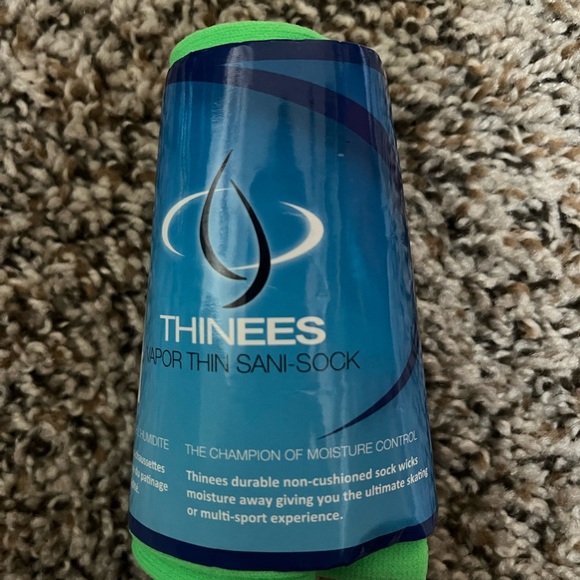 THINEES
VAPOR THIN SANI-SOCK
HUMIDITE
THE CHAMPION OF MOISTURE CONTROL
patinage
Thinees durable non-cushioned sock wicks
moisture away giving you the ultimate skating
or multi-sport experience.